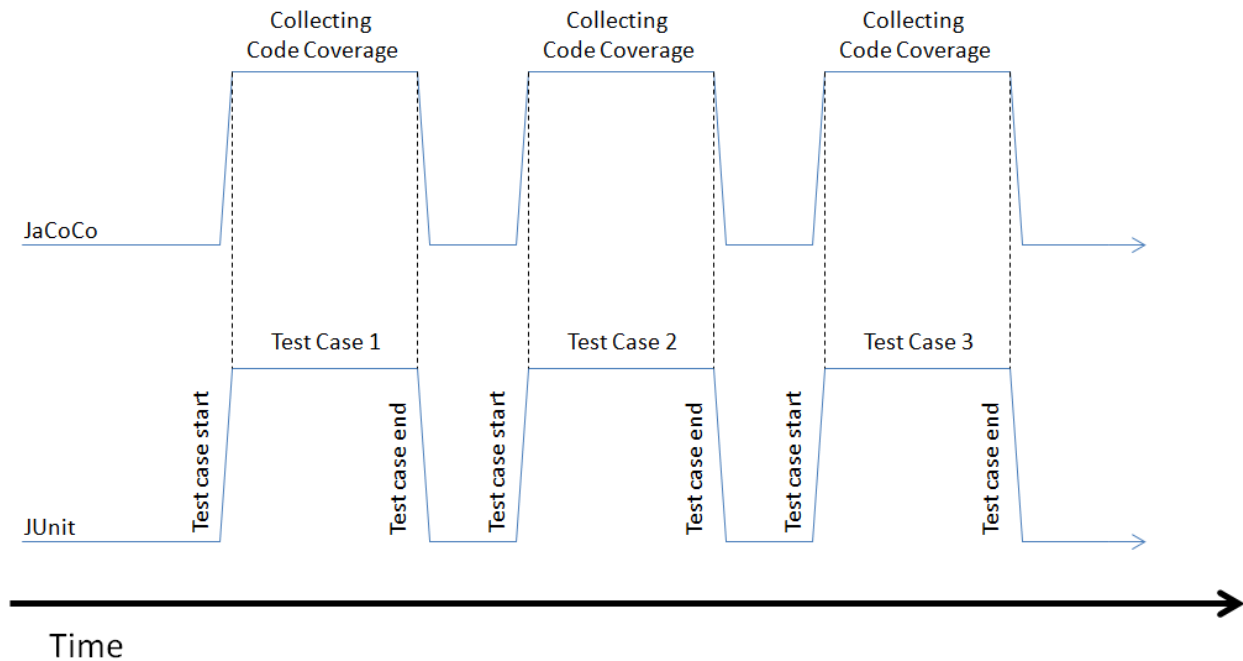 Collecting
Code Coverage
Collecting
Code Coverage
Collecting
Code Coverage
JaCoCo
Test Case 1
Test Case 2
Test Case 3
Test case start
Test case end
Test case start
Test case end
Test case start
Test case end
JUnit
Time